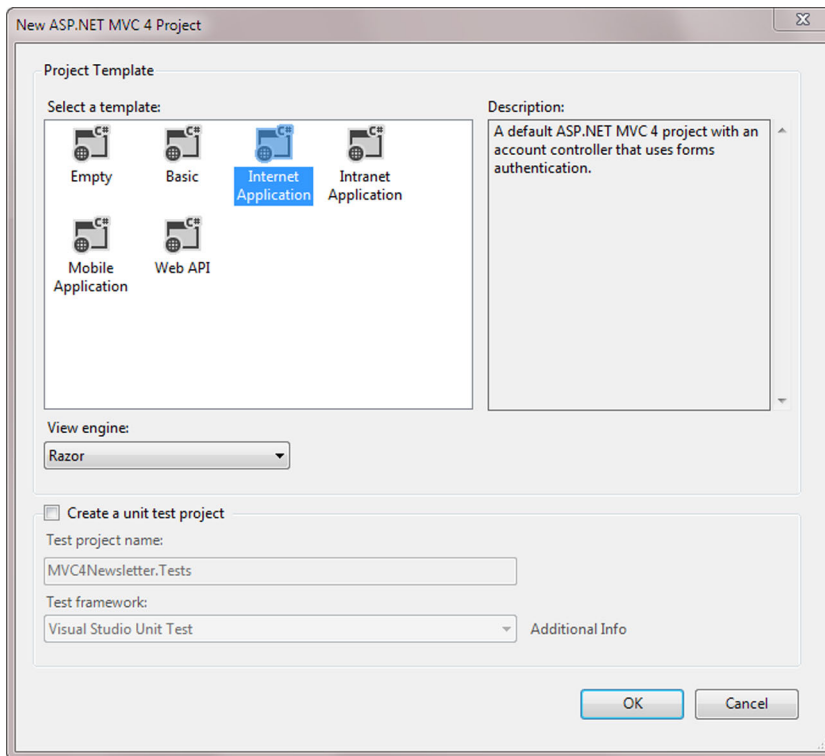 New ASP.NET MVC 4 Project
Project Template
Select a template:
Description:
C# C# C# C#
Empty Basic Internet Application Intranet Application
C# C#
Mobile Application Web API
A default ASP.NET MVC 4 project with an
account controller that uses forms
authentication.
View engine:
Razor
Create a unit test project
Test project name:
MVC4Newsletter.Tests
Test framework:
Visual Studio Unit Test
Additional Info
OK
Cancel